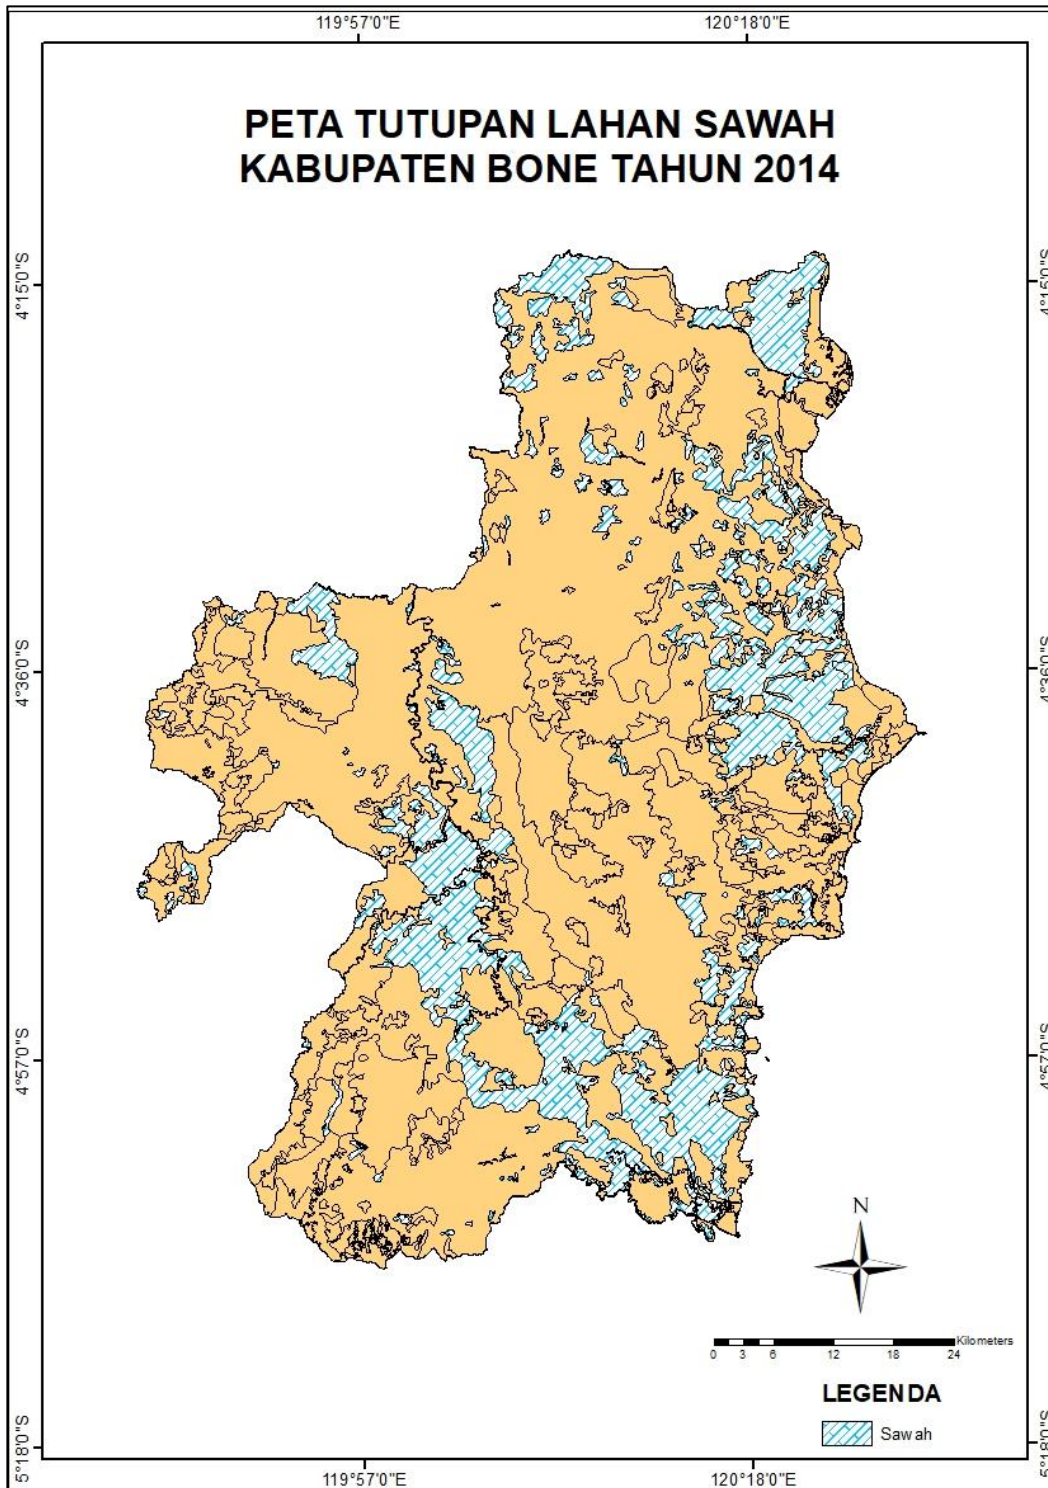 119°57'0"E 120°18'0"E
PETA TUTUPAN LAHAN SAWAH
KABUPATEN BONE TAHUN 2014
4°15'0"S 4°15'0"S
4°36'0"S 4°36'0"S
4°57'0"S 4°57'0"S
N
Kilometers
0 3 6 12 18 24
LEGENDA
Sawah
5°18'0"S 5°18'0"S
119°57'0"E 120°18'0"E